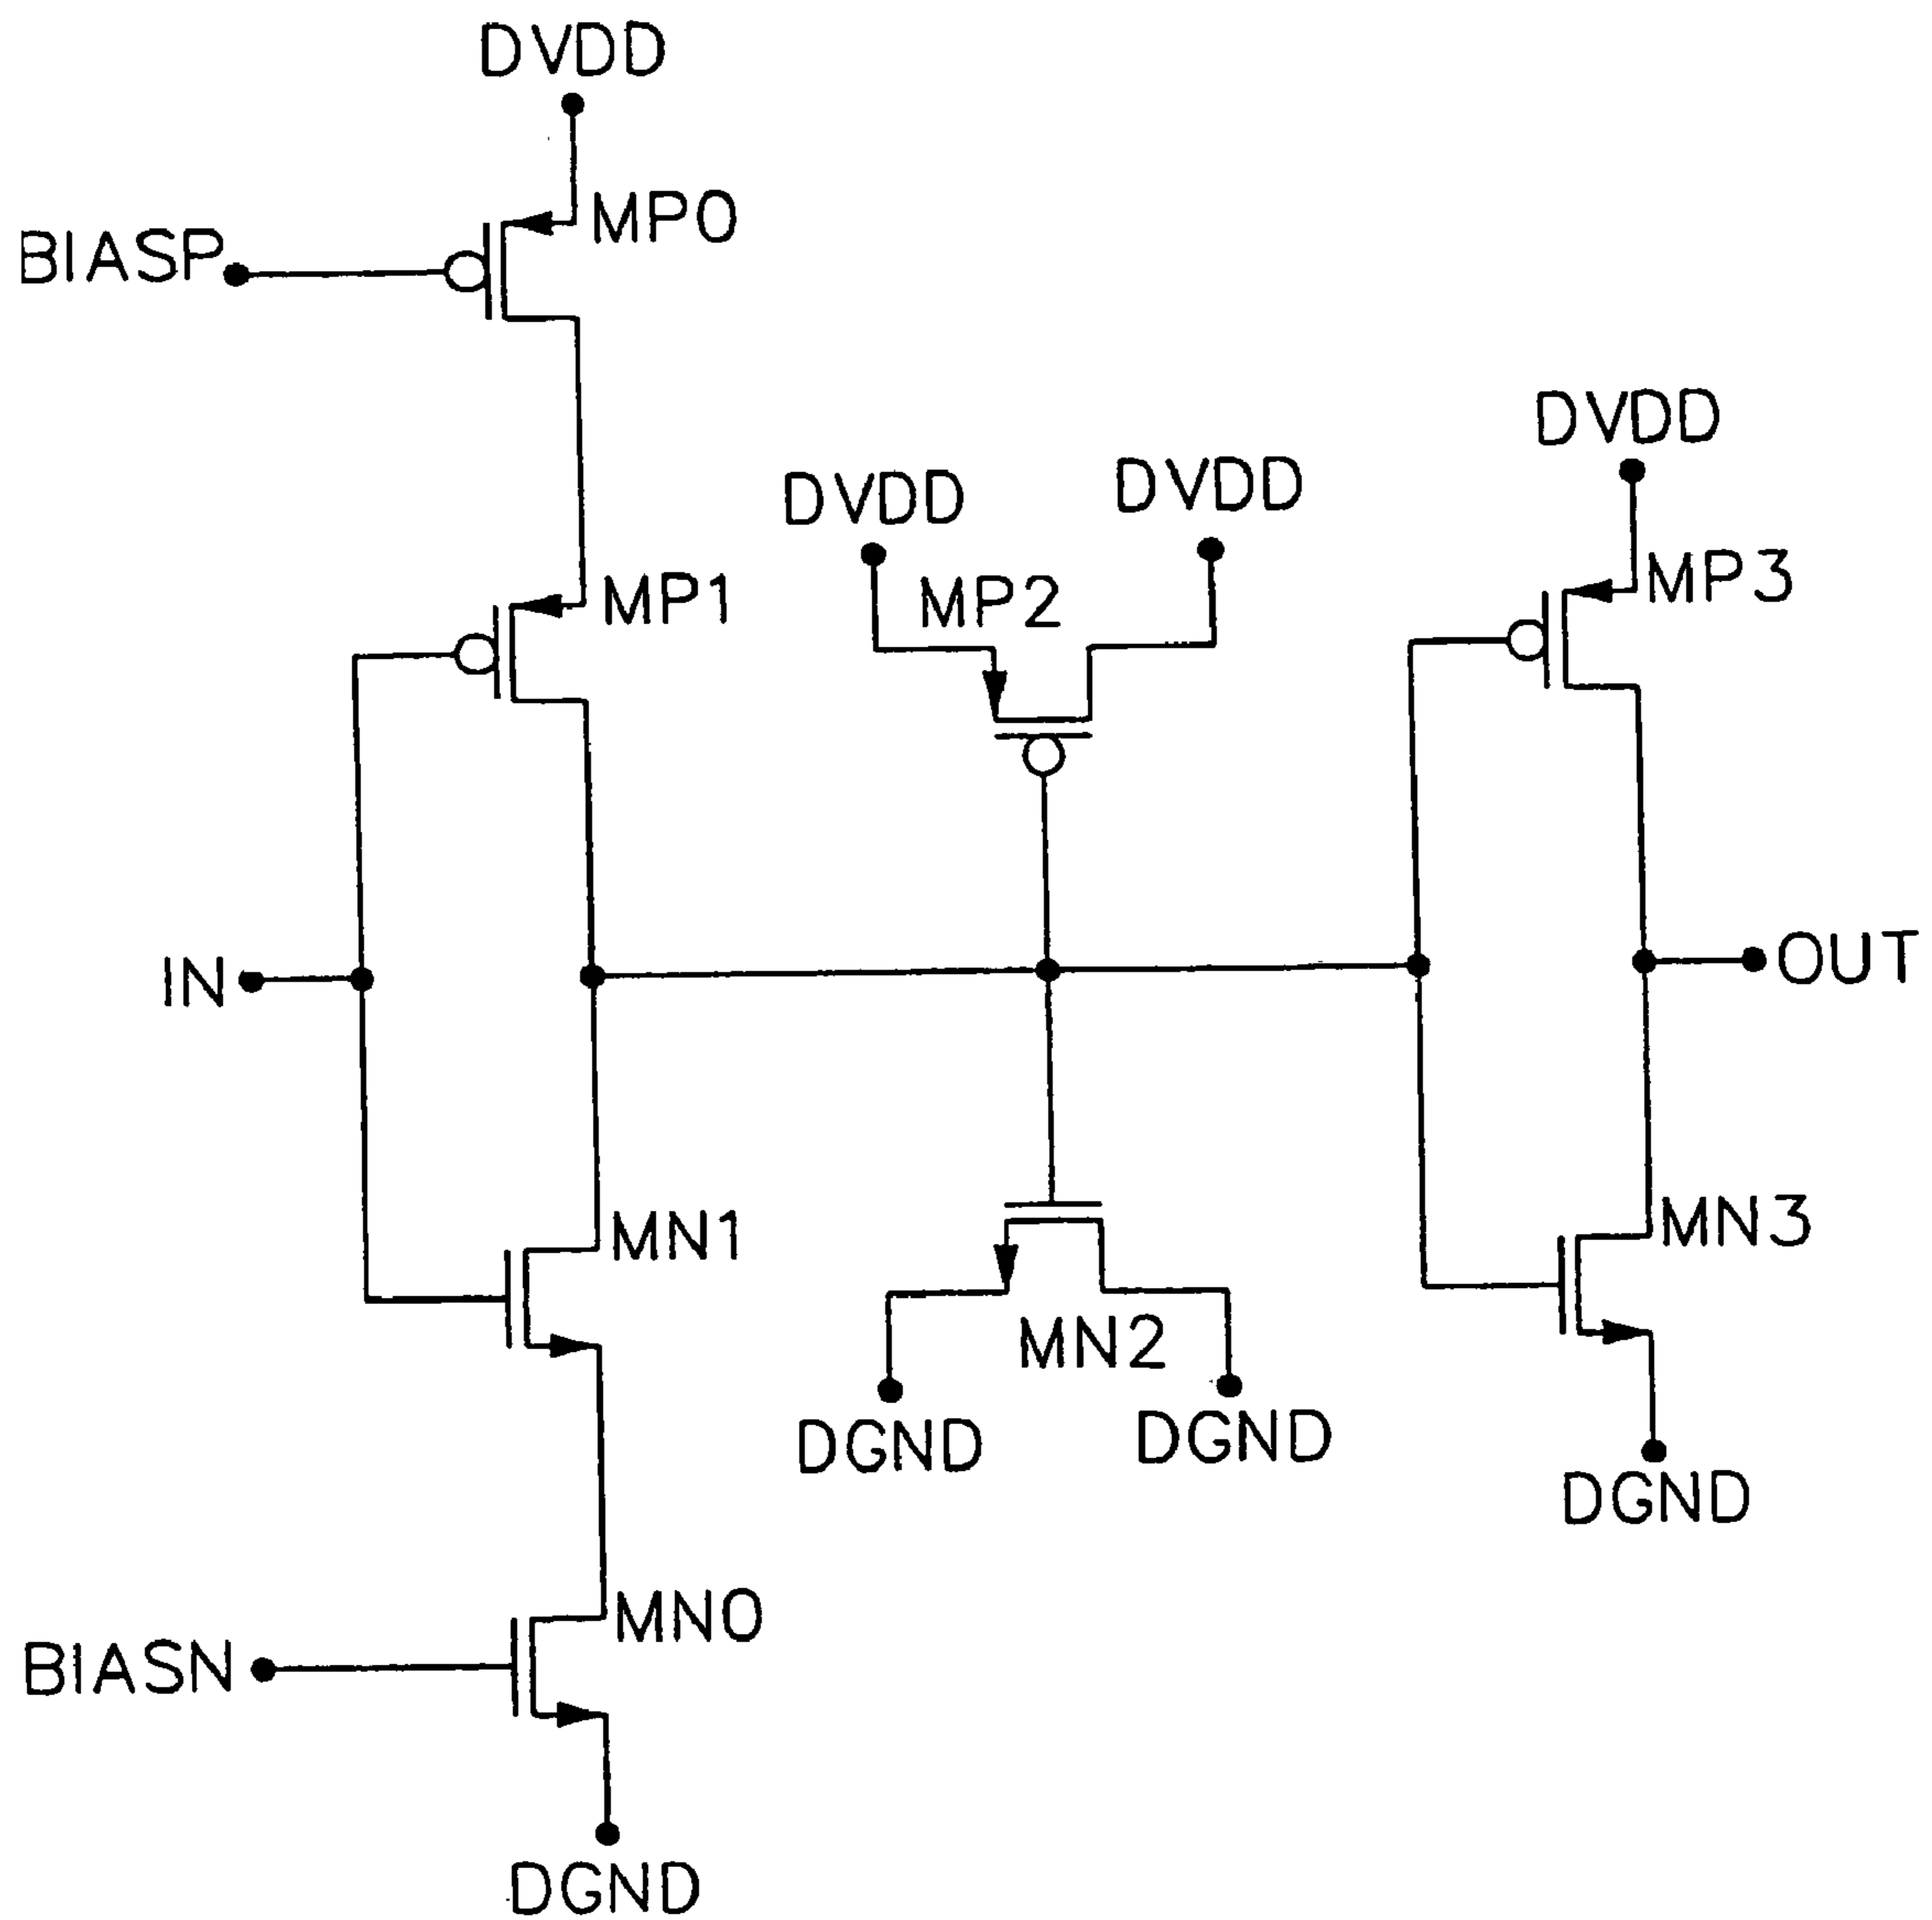 DVDD
MP0
BIASP
DVDD
DVDD
DVDD
MP1
MP2
MP3
IN
OUT
MN1
MN3
MN2
DGND
DGND
DGND
MN0
BIASN
DGND